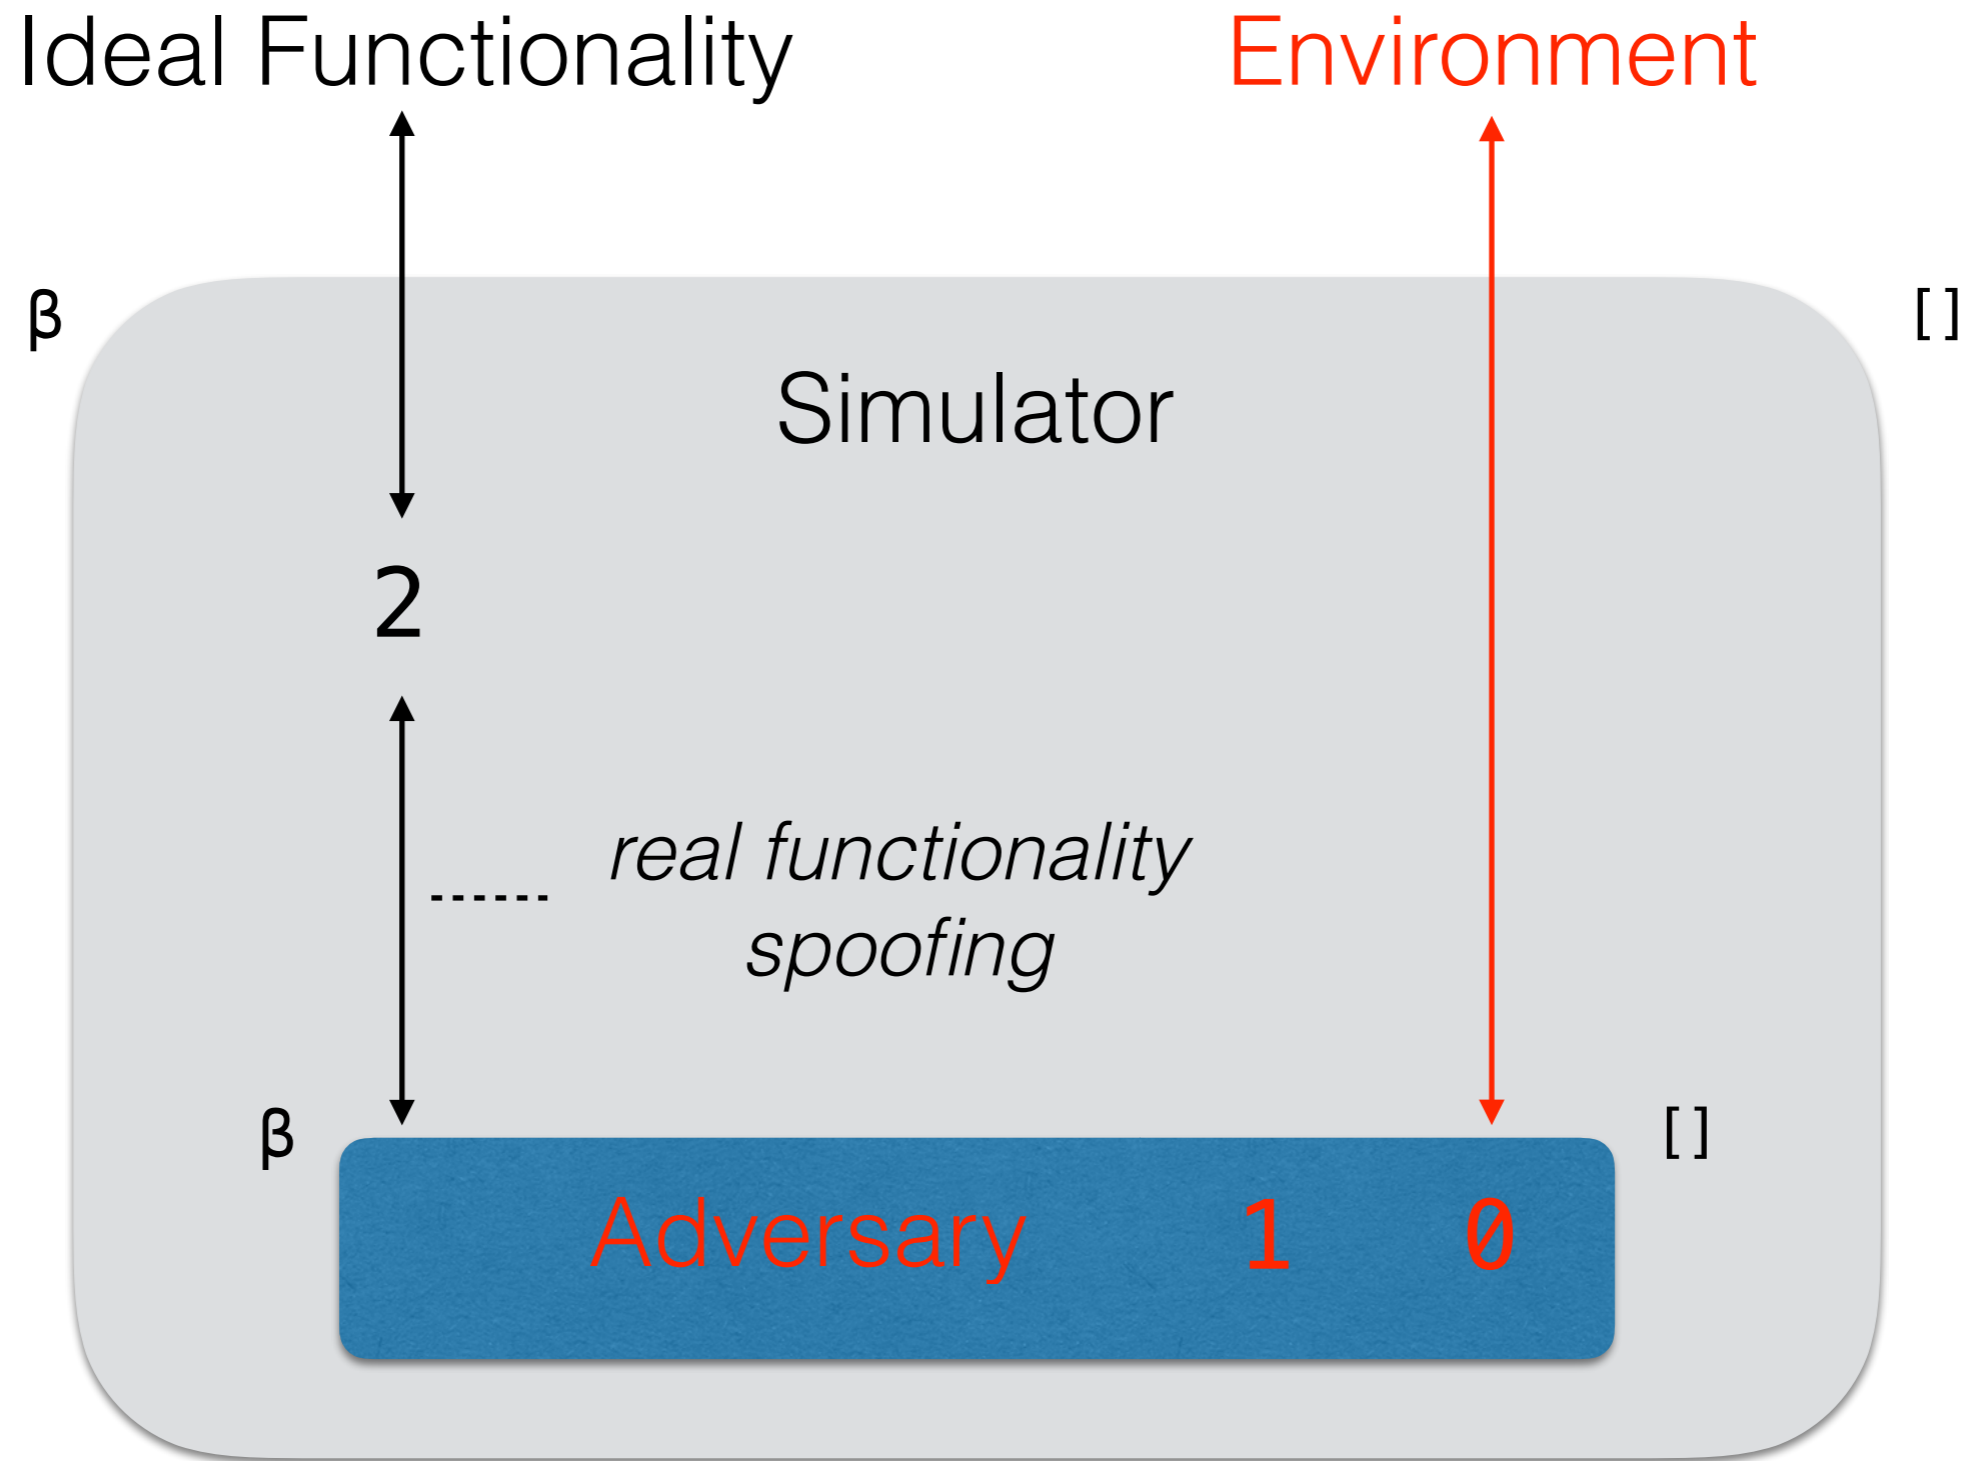 Ideal Functionality
Environment
β
[]
Simulator
2
real functionality
spoofing
β
[]
Adversary 1 0